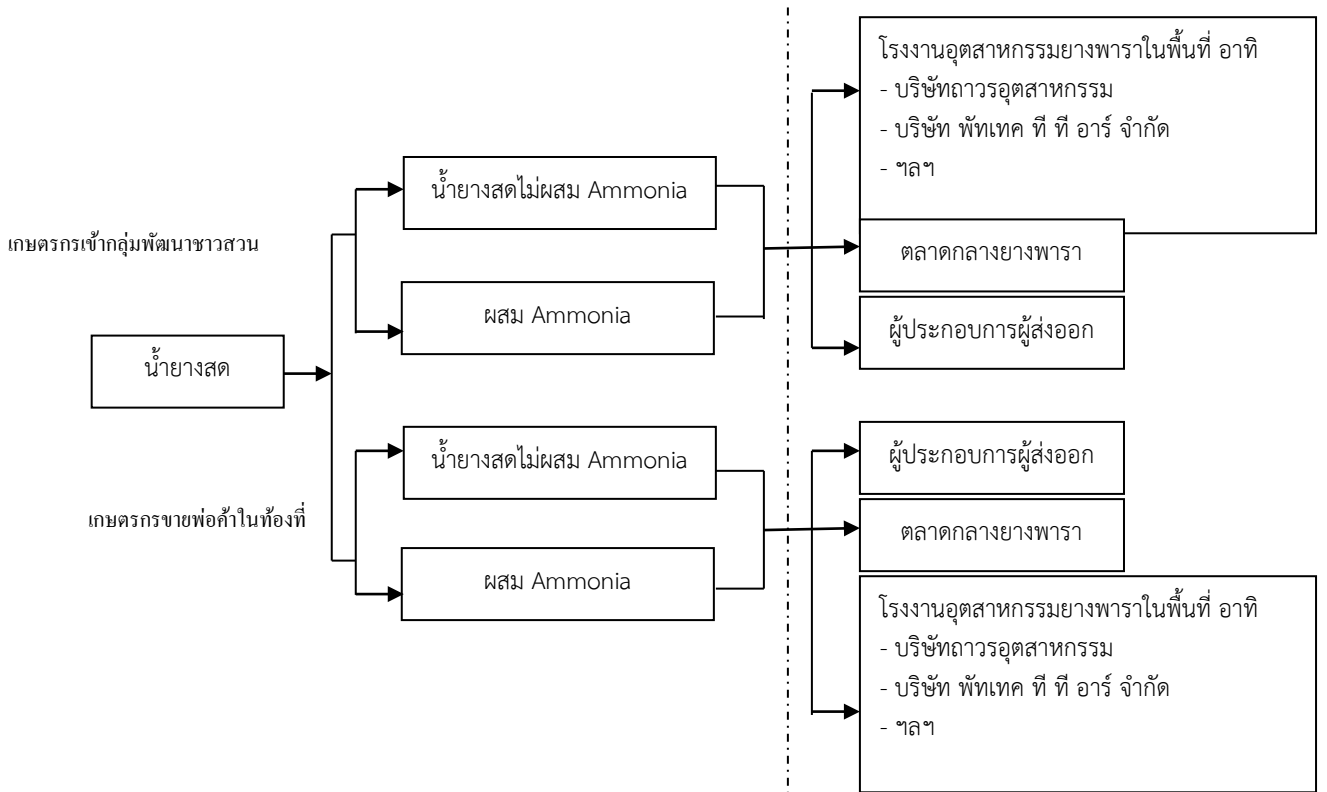 โรงงานอุตสาหกรรมยางพาราในพื้นที่ อาทิ
- บริษัทถาวรอุตสาหกรรม
- บริษัท พัทเทค ที ที อาร์ จำกัด
- ฯลฯ
น้ำยางสดไม่ผสม Ammonia
เกษตรกรเข้ากลุ่มพัฒนาชาวสวน
ตลาดกลางยางพารา
ผสม Ammonia
ผู้ประกอบการผู้ส่งออก
น้ำยางสด
น้ำยางสดไม่ผสม Ammonia
ผู้ประกอบการผู้ส่งออก
เกษตรกรขายพ่อค้าในท้องที่
ตลาดกลางยางพารา
ผสม Ammonia
โรงงานอุตสาหกรรมยางพาราในพื้นที่ อาทิ
- บริษัทถาวรอุตสาหกรรม
- บริษัท พัทเทค ที ที อาร์ จำกัด
- ฯลฯ